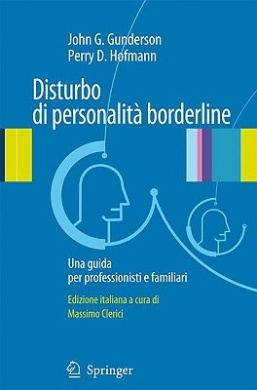 John G. Gunderson
Perry D. Hofmann
Disturbo
di personalità borderline
Una guida
per professionisti e familiari
Edizione italiana a cura di
Massimo Clerici
Springer